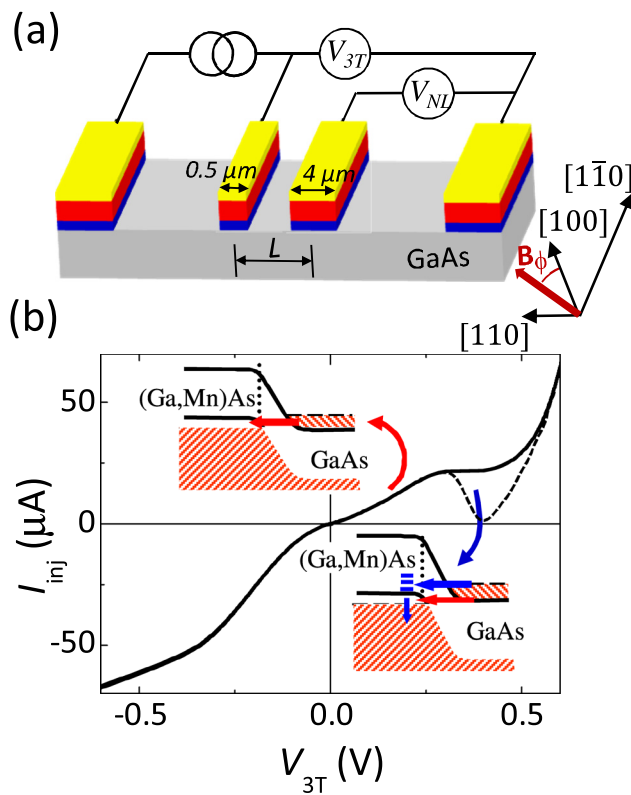 (a)
V3T
VNL
0.5 μm
4 μm
L
GaAs
[11̄0]
[100]
Bϕ
[110]
(b)
50
0
-50
Iinj (μA)
(Ga,Mn)As
GaAs
(Ga,Mn)As
GaAs
-0.5
0.0
0.5
V3T (V)